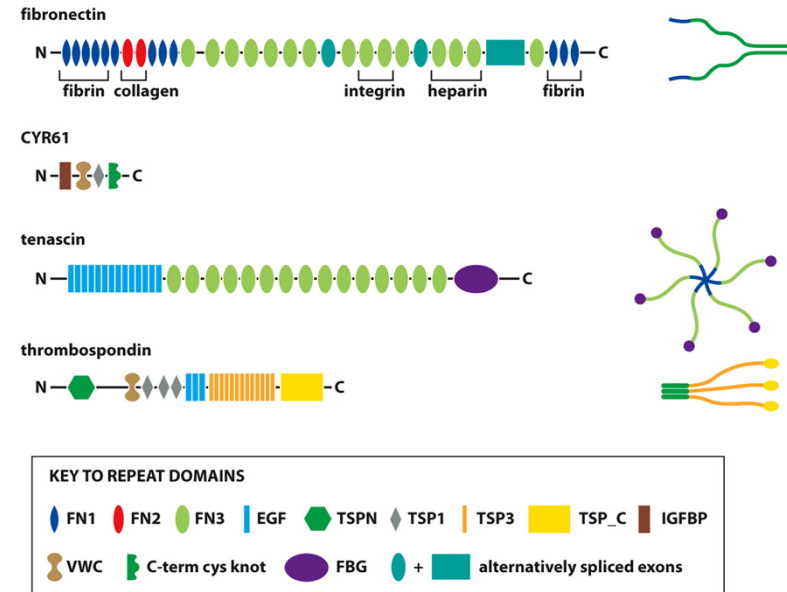 fibronectin
N C
fibrin collagen integrin heparin fibrin
CYR61
N C
tenascin
N C
thrombospondin
N C
KEY TO REPEAT DOMAINS
FN1 FN2 FN3 EGF TSPN TSP1 TSP3 TSP_C IGFBP
VWC C-term cys knot FBG + alternatively spliced exons